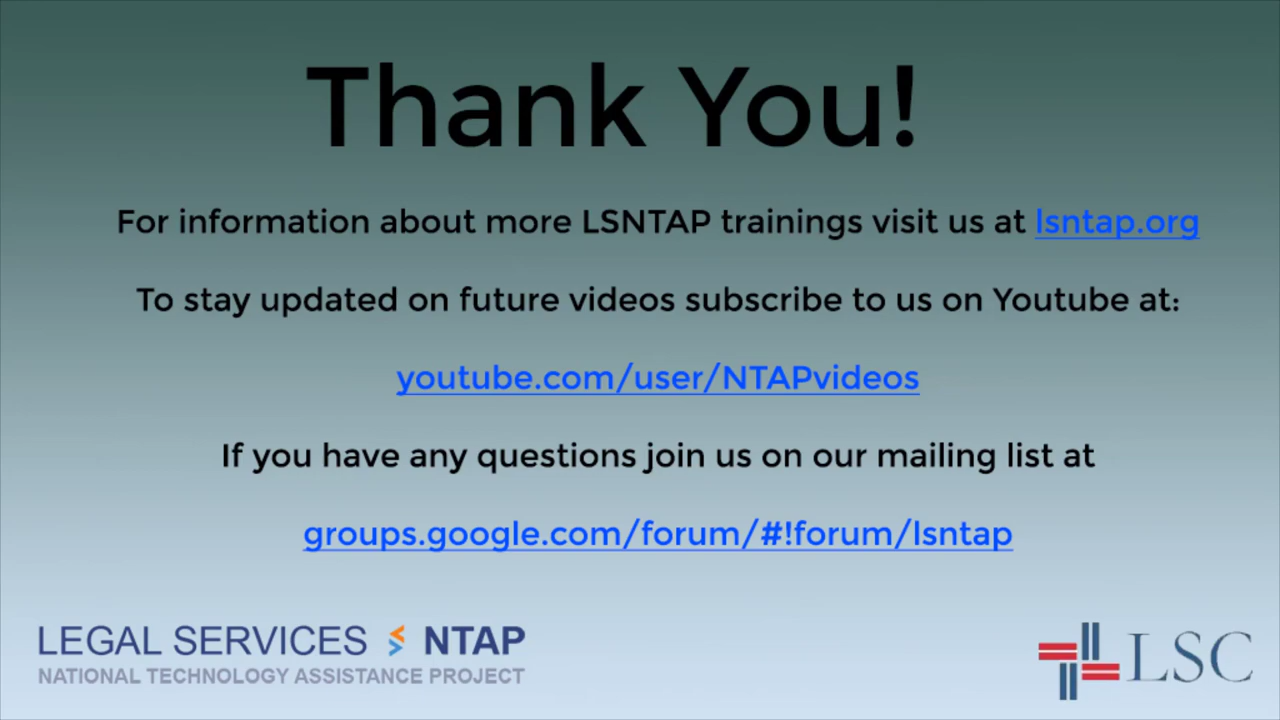 Thank You!
For information about more LSNTAP trainings visit us at lsntap.org
To stay updated on future videos subscribe to us on Youtube at:
youtube.com/user/NTAPvideos
If you have any questions join us on our mailing list at
groups.google.com/forum/#!forum/lsntap
LEGAL SERVICES NTAP
NATIONAL TECHNOLOGY ASSISTANCE PROJECT
LSC